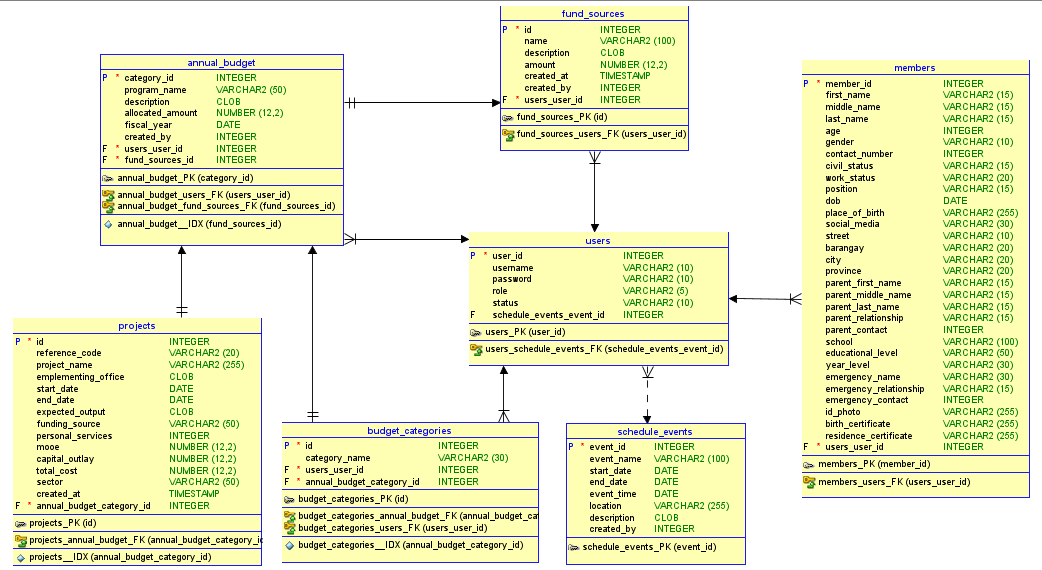 fund_sources
P * id INTEGER
name VARCHAR2 (100)
description CLOB
amount NUMBER (12,2)
created_at TIMESTAMP
created_by INTEGER
F * users_user_id INTEGER
fund_sources_PK (id)
fund_sources_users_FK (users_user_id)
annual_budget
P * category_id INTEGER
program_name VARCHAR2 (50)
description CLOB
allocated_amount NUMBER (12,2)
fiscal_year DATE
created_by INTEGER
F * users_user_id INTEGER
F * fund_sources_id INTEGER
annual_budget_PK (category_id)
annual_budget_users_FK (users_user_id)
annual_budget_fund_sources_FK (fund_sources_id)
annual_budget__IDX (fund_sources_id)
members
P * member_id INTEGER
first_name VARCHAR2 (15)
middle_name VARCHAR2 (15)
last_name VARCHAR2 (15)
age INTEGER
gender VARCHAR2 (10)
contact_number INTEGER
civil_status VARCHAR2 (15)
work_status VARCHAR2 (20)
position VARCHAR2 (15)
dob DATE
place_of_birth VARCHAR2 (255)
social_media VARCHAR2 (30)
street VARCHAR2 (10)
barangay VARCHAR2 (20)
city VARCHAR2 (20)
province VARCHAR2 (20)
parent_first_name VARCHAR2 (15)
parent_middle_name VARCHAR2 (15)
parent_last_name VARCHAR2 (15)
parent_relationship VARCHAR2 (15)
parent_contact INTEGER
school VARCHAR2 (100)
educational_level VARCHAR2 (50)
year_level VARCHAR2 (30)
emergency_name VARCHAR2 (30)
emergency_relationship VARCHAR2 (15)
emergency_contact INTEGER
id_photo VARCHAR2 (255)
birth_certificate VARCHAR2 (255)
residence_certificate VARCHAR2 (255)
F * users_user_id INTEGER
members_PK (member_id)
members_users_FK (users_user_id)
users
P * user_id INTEGER
username VARCHAR2 (10)
password VARCHAR2 (10)
role VARCHAR2 (5)
status VARCHAR2 (10)
F schedule_events_event_id INTEGER
users_PK (user_id)
users_schedule_events_FK (schedule_events_event_id)
projects
P * id INTEGER
reference_code VARCHAR2 (20)
project_name VARCHAR2 (255)
emplementing_office CLOB
start_date DATE
end_date DATE
expected_output CLOB
funding_source VARCHAR2 (50)
personal_services INTEGER
mooe NUMBER (12,2)
capital_outlay NUMBER (12,2)
total_cost NUMBER (12,2)
sector VARCHAR2 (50)
created_at TIMESTAMP
F * annual_budget_category_id INTEGER
projects_PK (id)
projects_annual_budget_FK (annual_budget_category_id
projects__IDX (annual_budget_category_id)
budget_categories
P * id INTEGER
category_name VARCHAR2 (30)
F * users_user_id INTEGER
F * annual_budget_category_id INTEGER
budget_categories_PK (id)
budget_categories_annual_budget_FK (annual_budget_ca
budget_categories_users_FK (users_user_id)
budget_categories__IDX (annual_budget_category_id)
schedule_events
P * event_id INTEGER
event_name VARCHAR2 (100)
start_date DATE
end_date DATE
event_time DATE
location VARCHAR2 (255)
description CLOB
created_by INTEGER
schedule_events_PK (event_id)